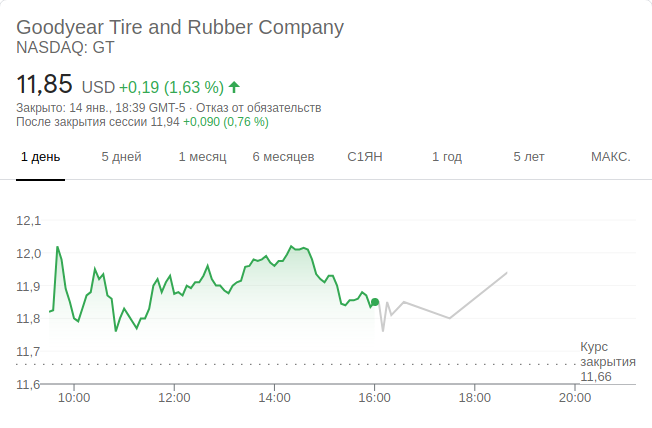 Goodyear Tire and Rubber Company
NASDAQ: GT
11,85 USD +0,19 (1,63 %)
Закрыто: 14 янв., 18:39 GMT-5 · Отказ от обязательств
После закрытия сессии 11,94 +0,090 (0,76 %)
1 день 5 дней 1 месяц 6 месяцев С1ЯН 1 год 5 лет МАКС.
12,1
12,0
11,9
11,8
11,7
Курс
закрытия
11,66
11,6
10:00 12:00 14:00 16:00 18:00 20:00